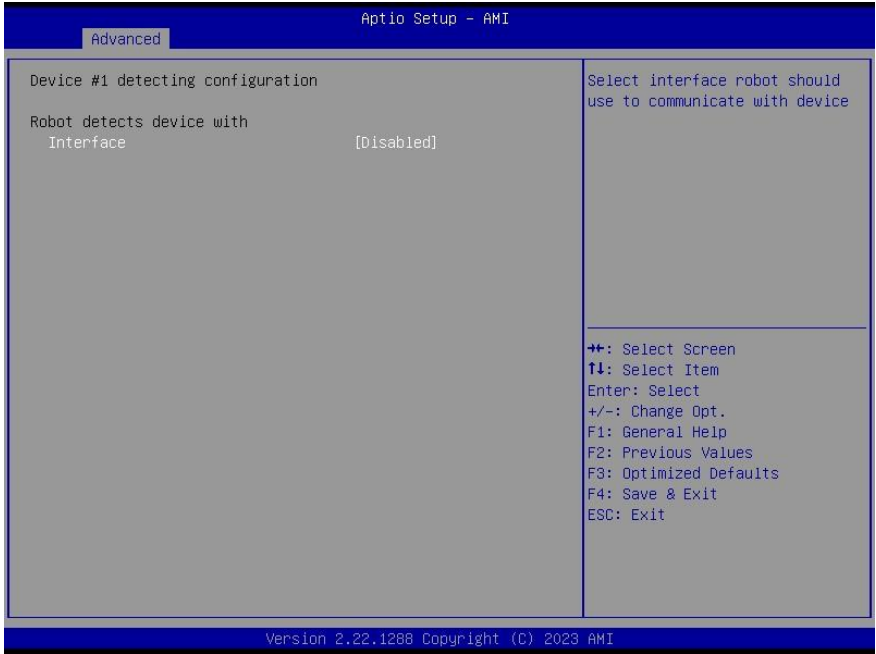 Aptio Setup – AMI
Advanced
Device #1 detecting configuration
Robot detects device with
Interface [Disabled]
Select interface robot should
use to communicate with device
→←: Select Screen
↑↓: Select Item
Enter: Select
+/-: Change Opt.
F1: General Help
F2: Previous Values
F3: Optimized Defaults
F4: Save & Exit
ESC: Exit
Version 2.22.1288 Copyright (C) 2023 AMI